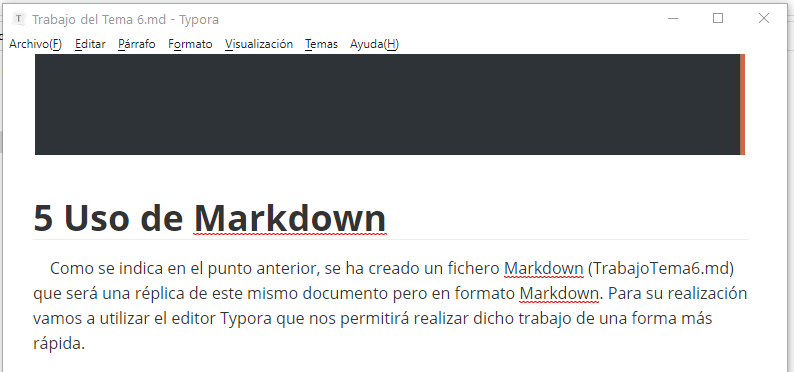 Trabajo del Tema 6.md - Typora
Archivo(F) Editar Párrafo Formato Visualización Temas Ayuda(H)
5 Uso de Markdown
Como se indica en el punto anterior, se ha creado un fichero Markdown (TrabajoTema6.md)
que será una réplica de este mismo documento pero en formato Markdown. Para su realización
vamos a utilizar el editor Typora que nos permitirá realizar dicho trabajo de una forma más
rápida.